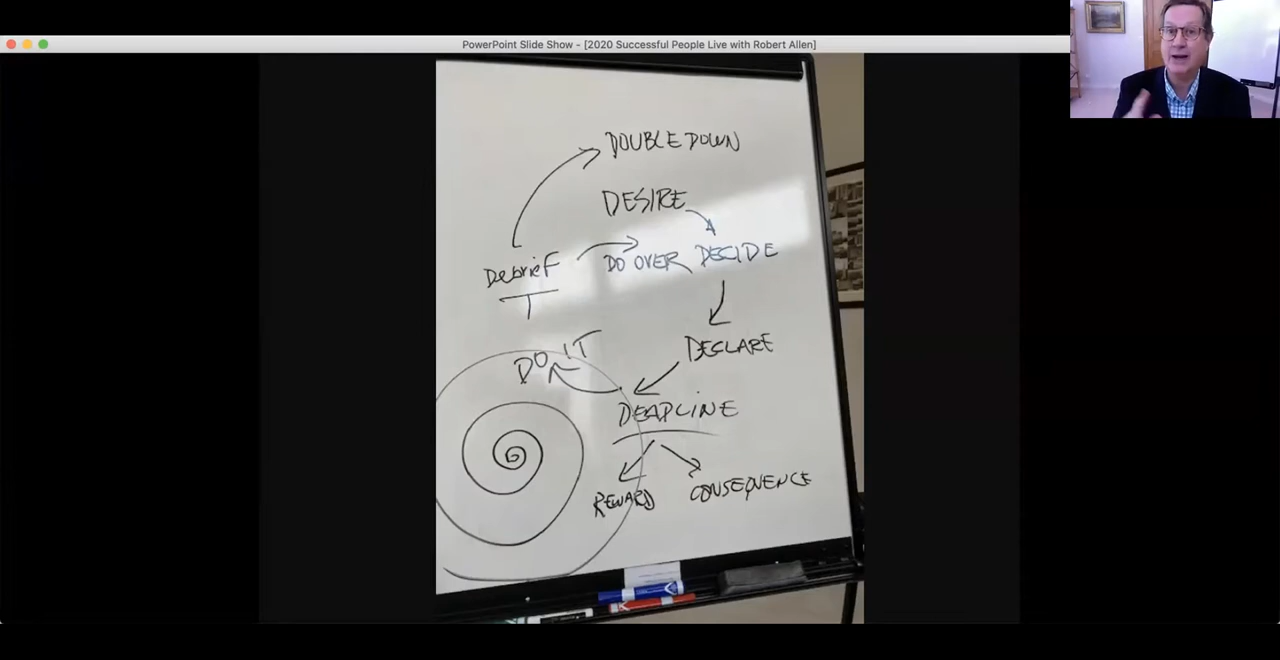 PowerPoint Slide Show - [2020 Successful People Live with Robert Allen]
DOUBLE DOWN
DESIRE
Debrief
DO OVER DECIDE
DO IT
DECLARE
DEADLINE
REWARD CONSEQUENCE